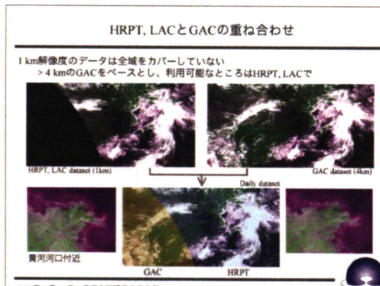 HRPT, LACとGACの重ね合わせ
1 km解像度のデータは全域をカバーしていない
> 4 kmのGACをベースとし、利用可能なところはHRPT, LACで
HRPT, LAC dataset (1km)
GAC dataset (4km)
Daily dataset
黄河河口付近
GAC
HRPT